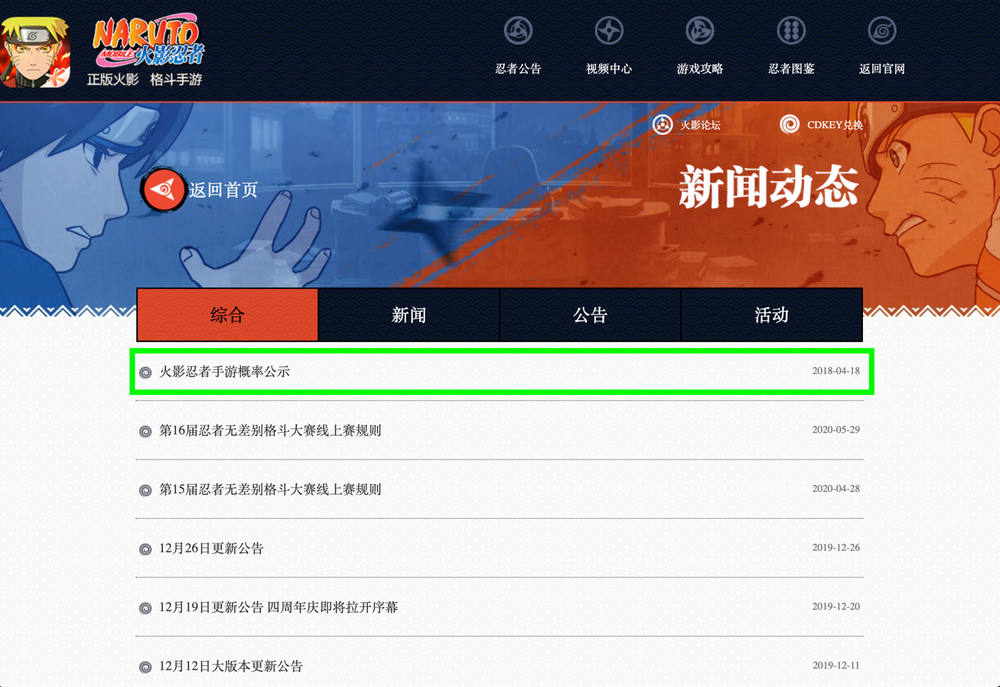 NARUTO
MOBILE 火影忍者
正版火影 格斗手游
忍者公告
视频中心
游戏攻略
忍者图鉴
返回官网
火影论坛
CDKEY兑换
返回首页
新闻动态
综合
新闻
公告
活动
火影忍者手游概率公示 2018-04-18
第16届忍者无差别格斗大赛线上赛规则 2020-05-29
第15届忍者无差别格斗大赛线上赛规则 2020-04-28
12月26日更新公告 2019-12-26
12月19日更新公告 四周年庆即将拉开序幕 2019-12-20
12月12日大版本更新公告 2019-12-11